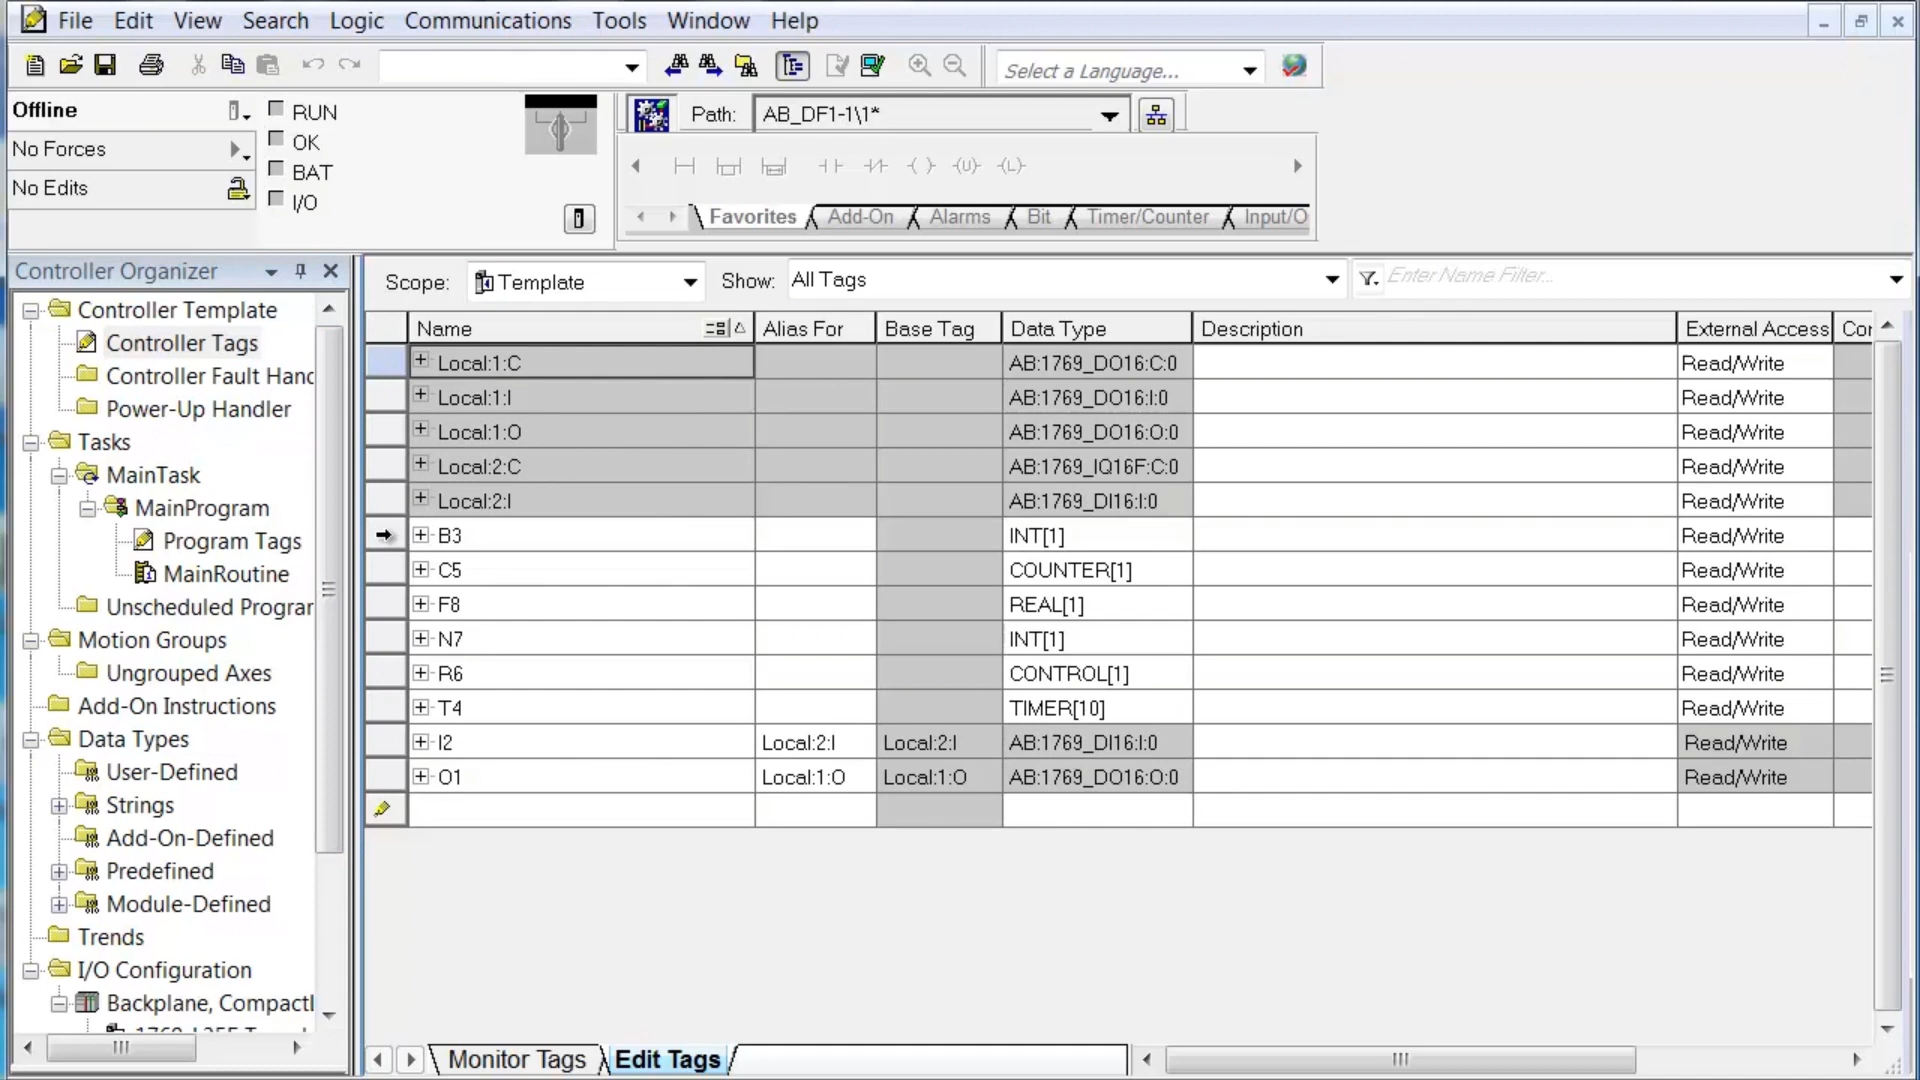 File Edit View Search Logic Communications Tools Window Help
Select a Language...
Offline
RUN
No Forces
OK
BAT
No Edits
I/O
Path: AB_DF1-1\1*
Favorites Add-On Alarms Bit Timer/Counter Input/O
Controller Organizer
Controller Template
Controller Tags
Controller Fault Hand
Power-Up Handler
Tasks
MainTask
MainProgram
Program Tags
MainRoutine
Unscheduled Program
Motion Groups
Ungrouped Axes
Add-On Instructions
Data Types
User-Defined
Strings
Add-On-Defined
Predefined
Module-Defined
Trends
I/O Configuration
Backplane, Compactl
Scope: Template Show: All Tags Enter Name Filter...
Name Alias For Base Tag Data Type Description External Access Cor
Local:1:C AB:1769_DO16:C:0 Read/Write
Local:1:I AB:1769_DO16:I:0 Read/Write
Local:1:O AB:1769_DO16:O:0 Read/Write
Local:2:C AB:1769_IQ16F:C:0 Read/Write
Local:2:I AB:1769_DI16:I:0 Read/Write
B3 INT[1] Read/Write
C5 COUNTER[1] Read/Write
F8 REAL[1] Read/Write
N7 INT[1] Read/Write
R6 CONTROL[1] Read/Write
T4 TIMER[10] Read/Write
I2 Local:2:I Local:2:I AB:1769_DI16:I:0 Read/Write
O1 Local:1:O Local:1:O AB:1769_DO16:O:0 Read/Write
Monitor Tags Edit Tags